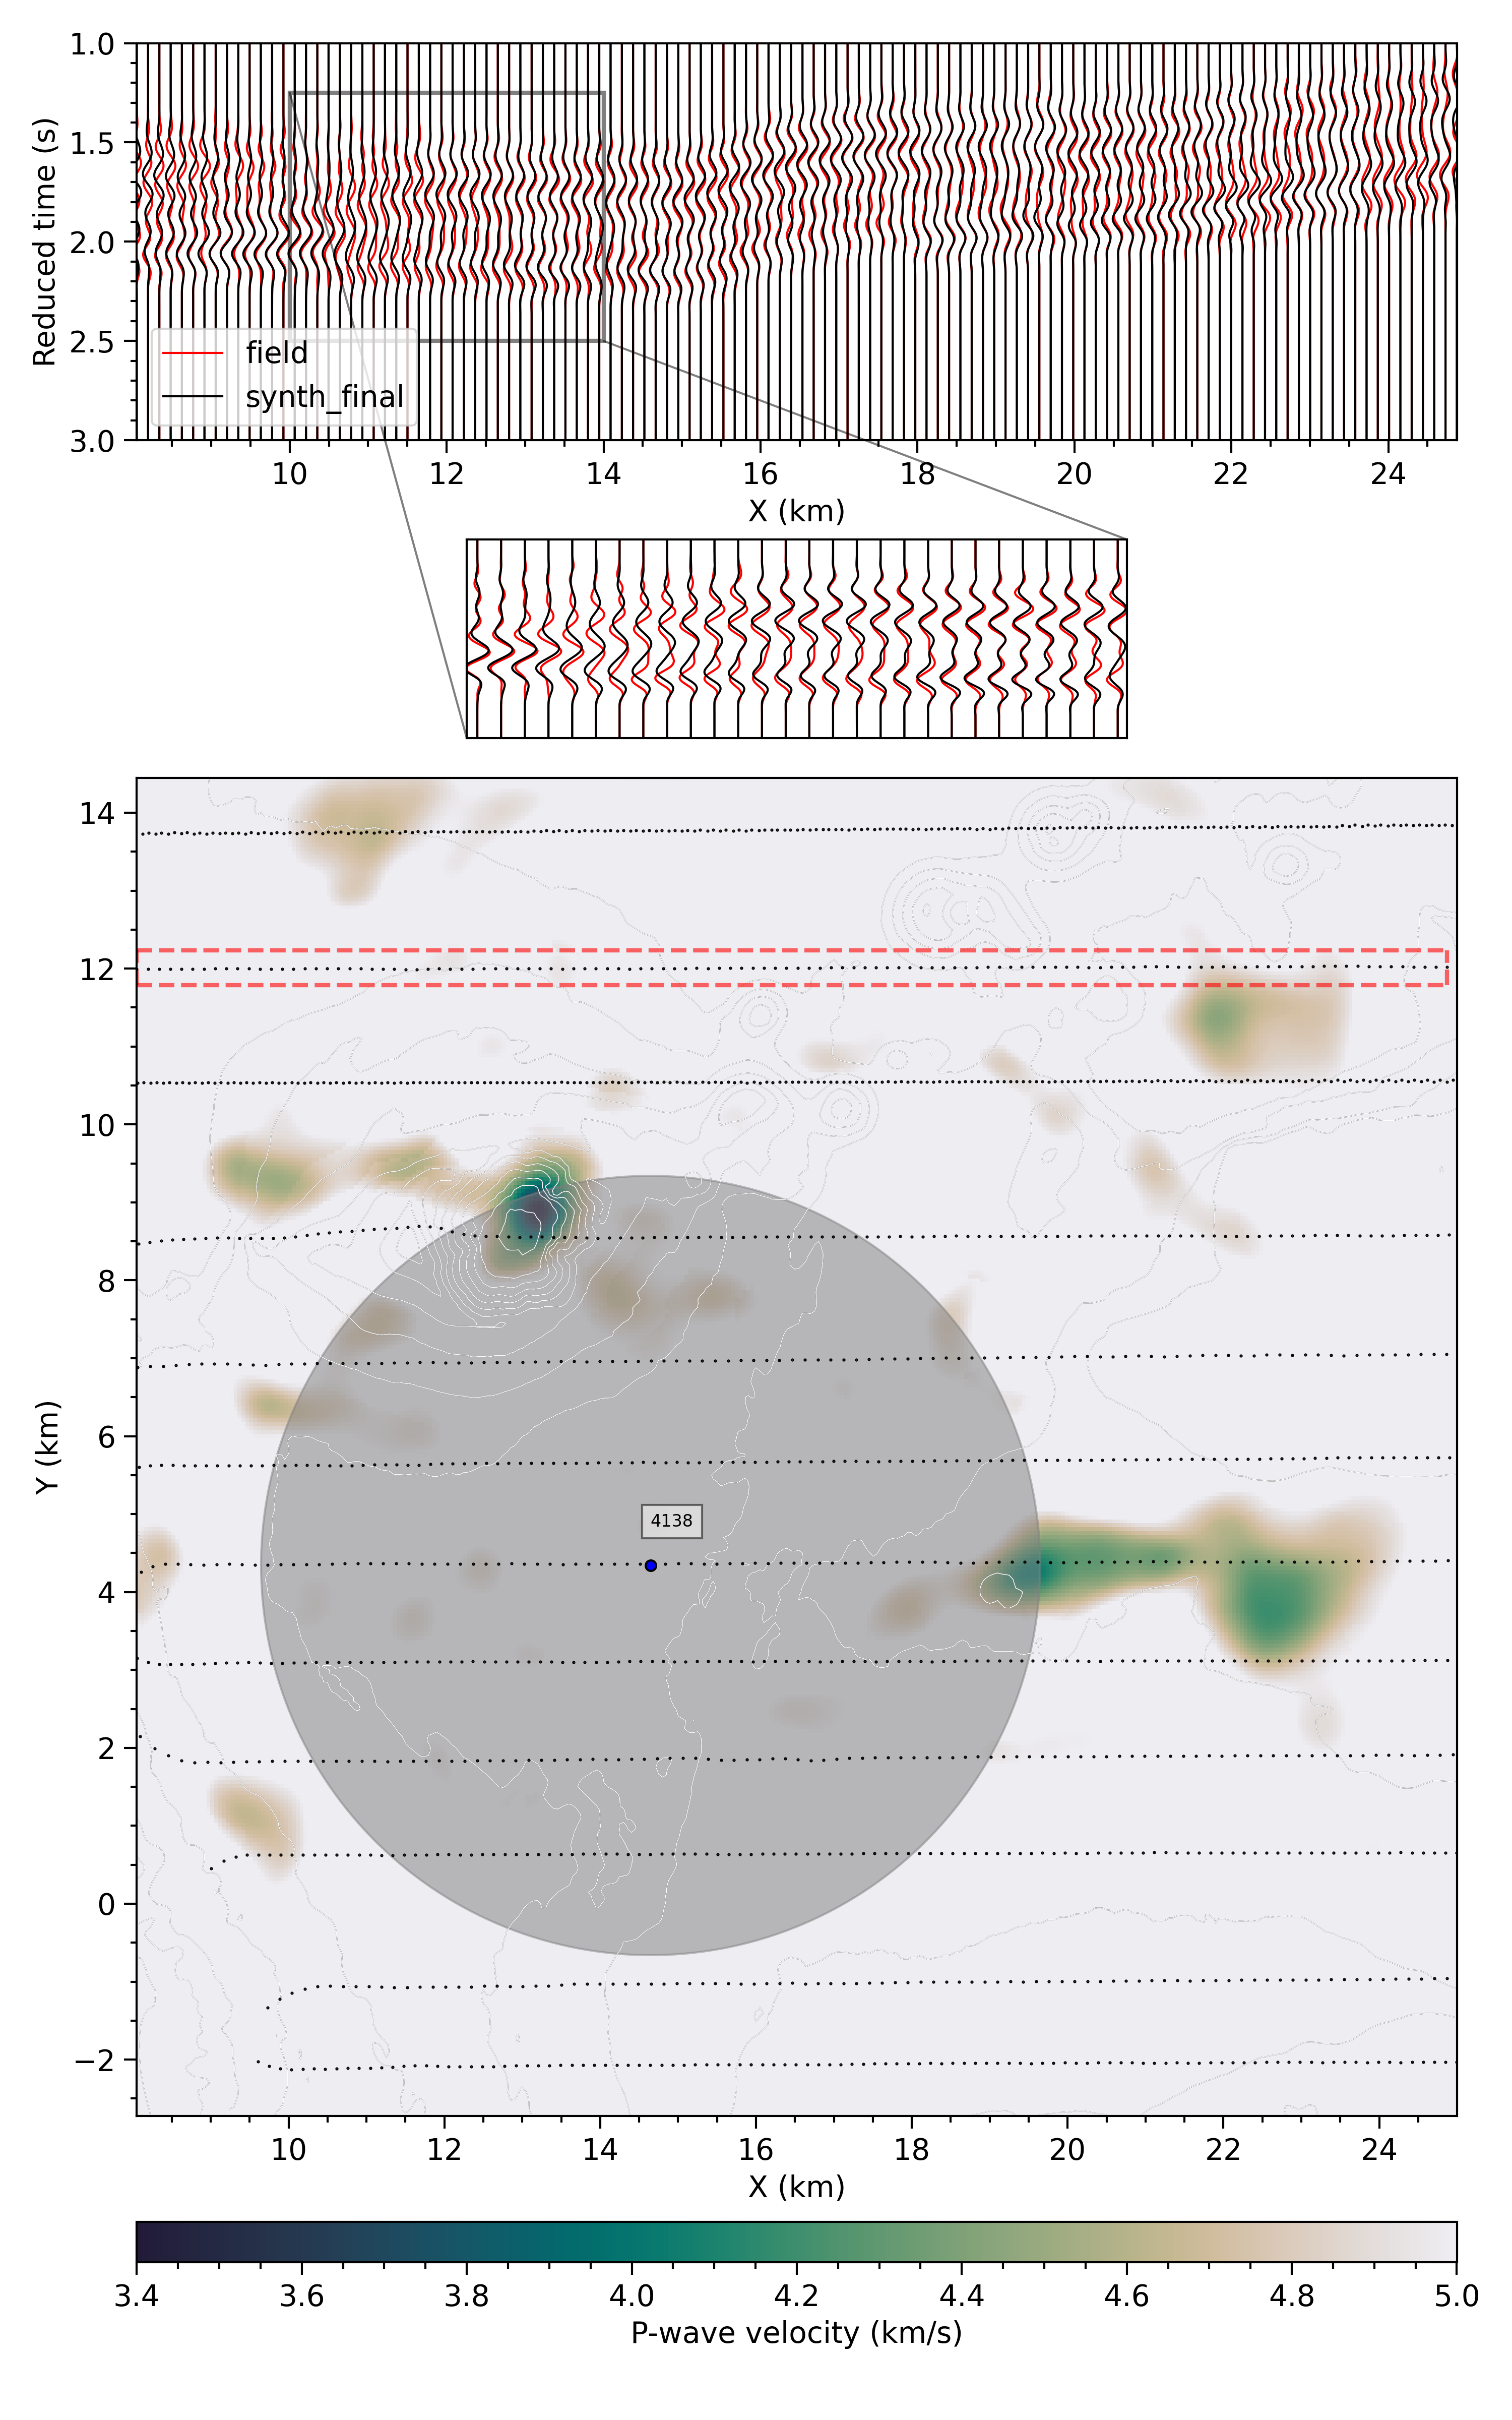 1.0
1.5
2.0
2.5
3.0
Reduced time (s)
field
synth_final
10 12 14 16 18 20 22 24
X (km)
14
12
10
8
6
4
2
0
−2
Y (km)
4138
10 12 14 16 18 20 22 24
X (km)
3.4 3.6 3.8 4.0 4.2 4.4 4.6 4.8 5.0
P-wave velocity (km/s)